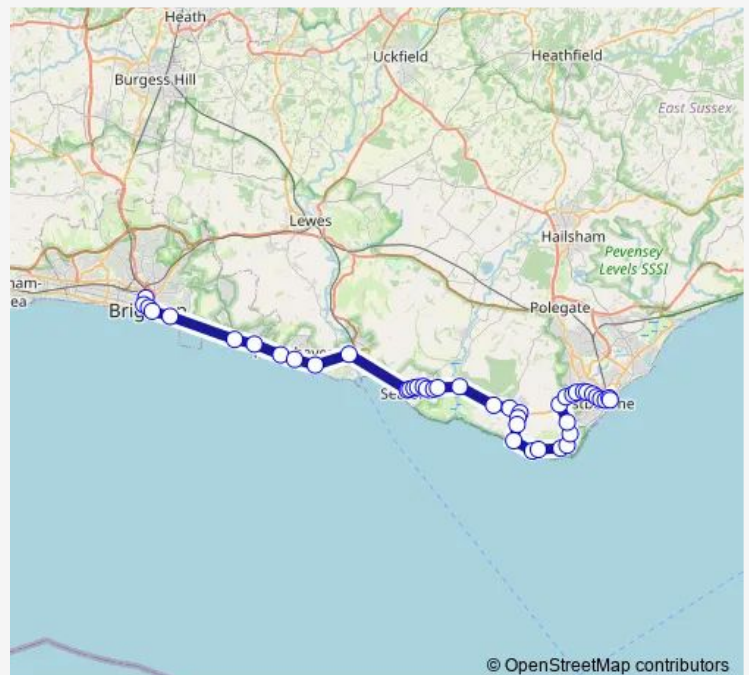 Heath
Uckfield
Heathfield
Burgess Hill
East Sussex
Lewes
Hailsham
Pevensey
Levels SSSI
Polegate
© OpenStreetMap contributors